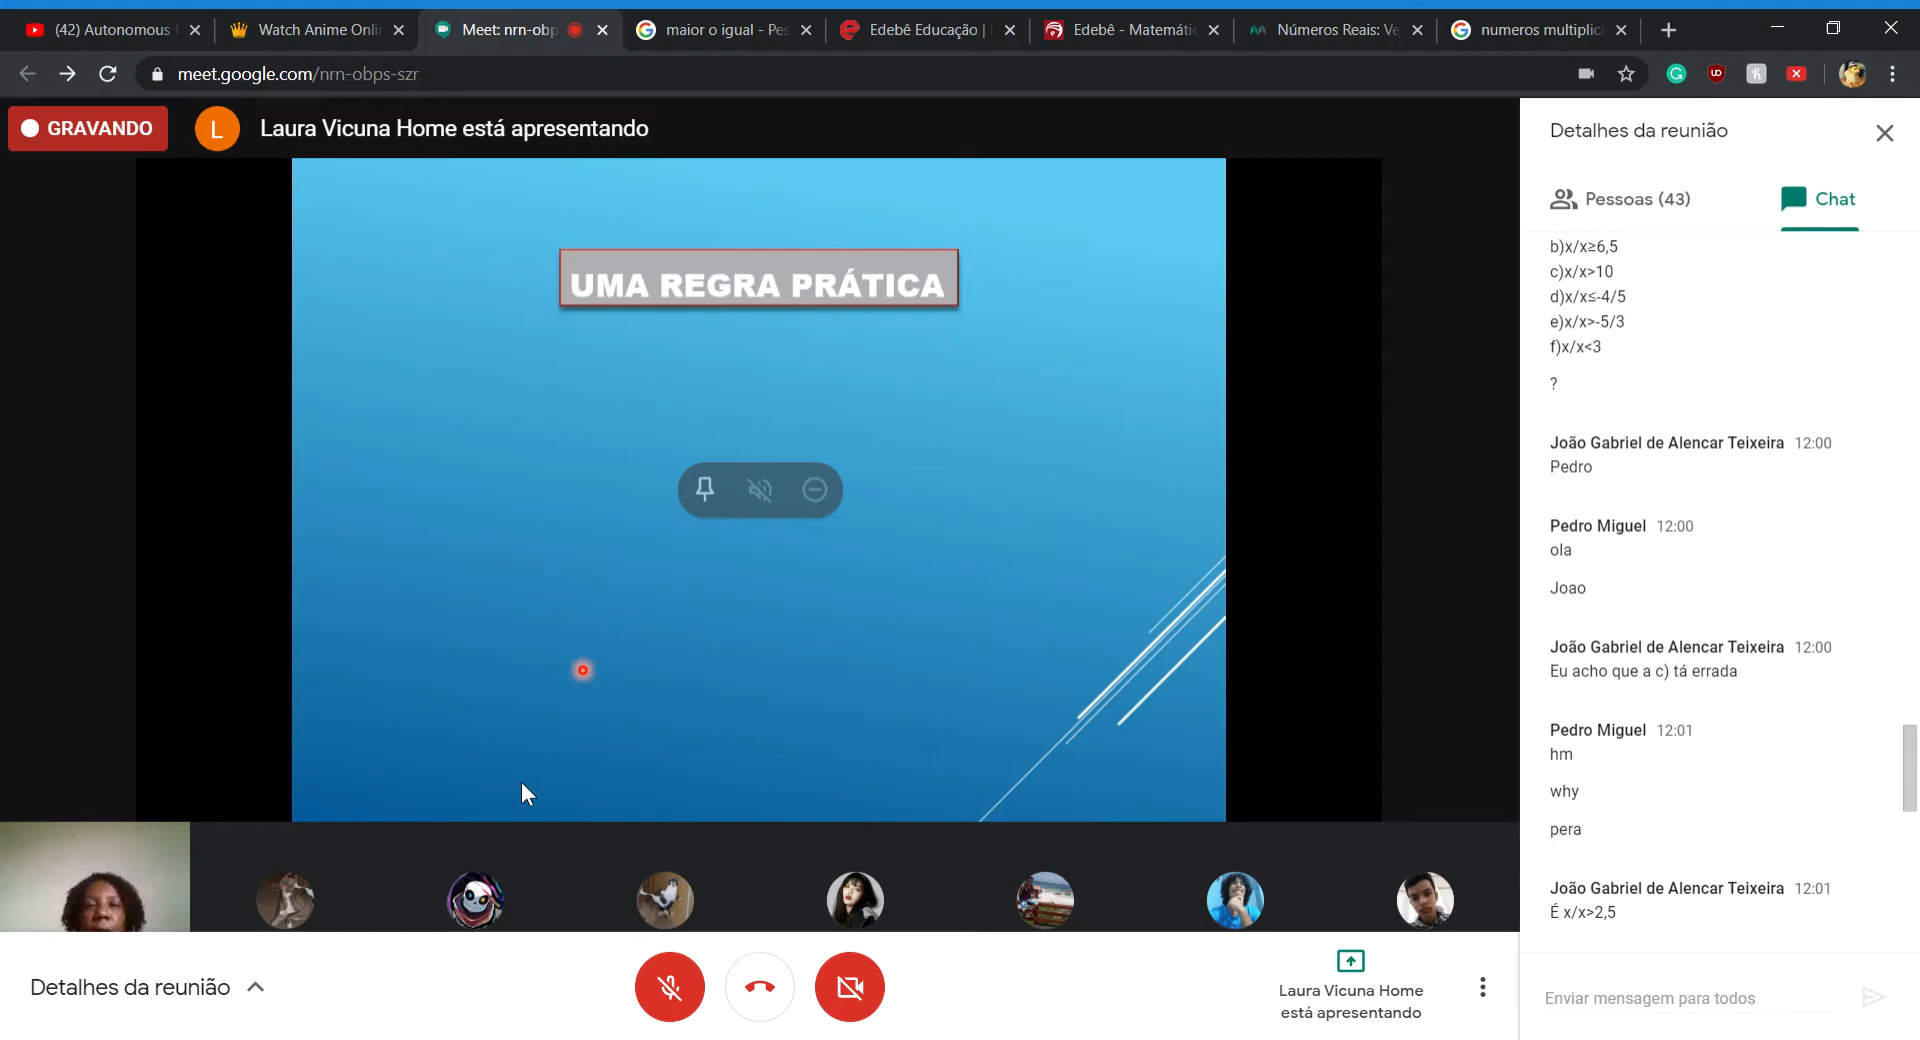 (42) Autonomous
Watch Anime Onli
Meet: nrn-obp
maior o igual - Pes
Edebê Educação |
Edebê - Matemátic
Números Reais: Ve
numeros multiplica
meet.google.com/nrn-obps-szr
GRAVANDO
L
Laura Vicuna Home está apresentando
UMA REGRA PRÁTICA
Detalhes da reunião
Pessoas (43)
Chat
b)x/x≥6,5
c)x/x>10
d)x/x≤-4/5
e)x/x>-5/3
f)x/x<3
?
João Gabriel de Alencar Teixeira 12:00
Pedro
Pedro Miguel 12:00
ola
Joao
João Gabriel de Alencar Teixeira 12:00
Eu acho que a c) tá errada
Pedro Miguel 12:01
hm
why
pera
João Gabriel de Alencar Teixeira 12:01
É x/x>2,5
Enviar mensagem para todos
Detalhes da reunião
Laura Vicuna Home
está apresentando